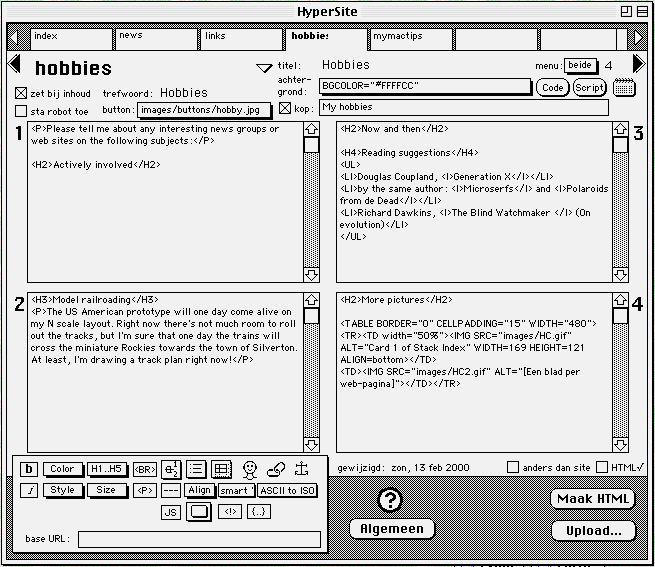 HyperSite
index news links hobbies mymactips
hobbies
titel: Hobbies menu: beide 4
achter-
grond: BGCOLOR="#FFFFCC" Code Script
zet bij inhoud trefwoord: Hobbies
sta robot toe button: images/buttons/hobby.jpg kop: My hobbies
1
<P>Please tell me about any interesting news groups or
web sites on the following subjects:</P>
<H2>Actively involved</H2>
3
<H2>Now and then</H2>
<H4>Reading suggestions</H4>
<UL>
<LI>Douglas Coupland, <I>Generation X</I></LI>
<LI>by the same author: <I>Microserfs</I> and <I>Polaroids
from de Dead</I></LI>
<LI>Richard Dawkins, <I>The Blind Watchmaker </I> (On
evolution)</LI>
</UL>
2
<H3>Model railroading</H3>
<P>The US American prototype will one day come alive on
my N scale layout. Right now there's not much room to roll
out the tracks, but I'm sure that one day the trains will
cross the miniature Rockies towards the town of Silverton.
At least, I'm drawing a track plan right now!</P>
4
<H2>More pictures</H2>
<TABLE BORDER="0" CELLPADDING="15" WIDTH="480">
<TR><TD width="50%"><IMG SRC="images/HC.gif"
ALT="Card 1 of Stack Index" WIDTH=169 HEIGHT=121
ALIGN=bottom></TD>
<TD><IMG SRC="images/HC2.gif" ALT="[Een blad per
web-pagina]"></TD></TR>
b Color H1..H5 <BR> a 1 2
gewijzigd: zon, 13 feb 2000 anders dan site HTML√
I Style Size <P> --- Align smart " ASCII to ISO
JS <!> {..}
base URL:
?
Algemeen
Maak HTML
Upload...